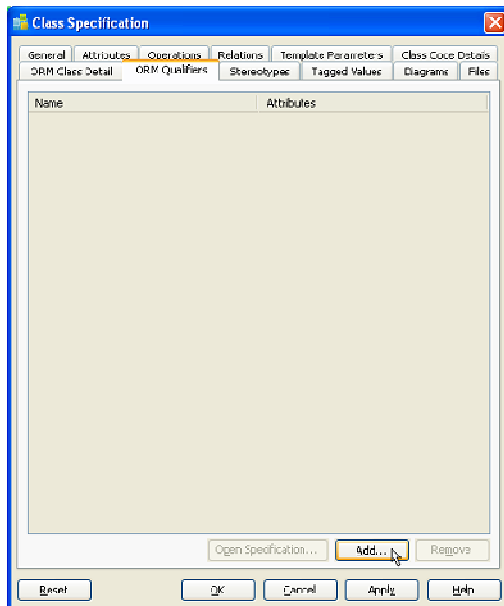 Class Specification
General Attributes Operations Relations Template Parameters Class Code Details
ORM Class Detail ORM Qualifiers Stereotypes Tagged Values Diagrams Files
Name Attributes
Open Specification... Add... Remove
Reset OK Cancel Apply Help